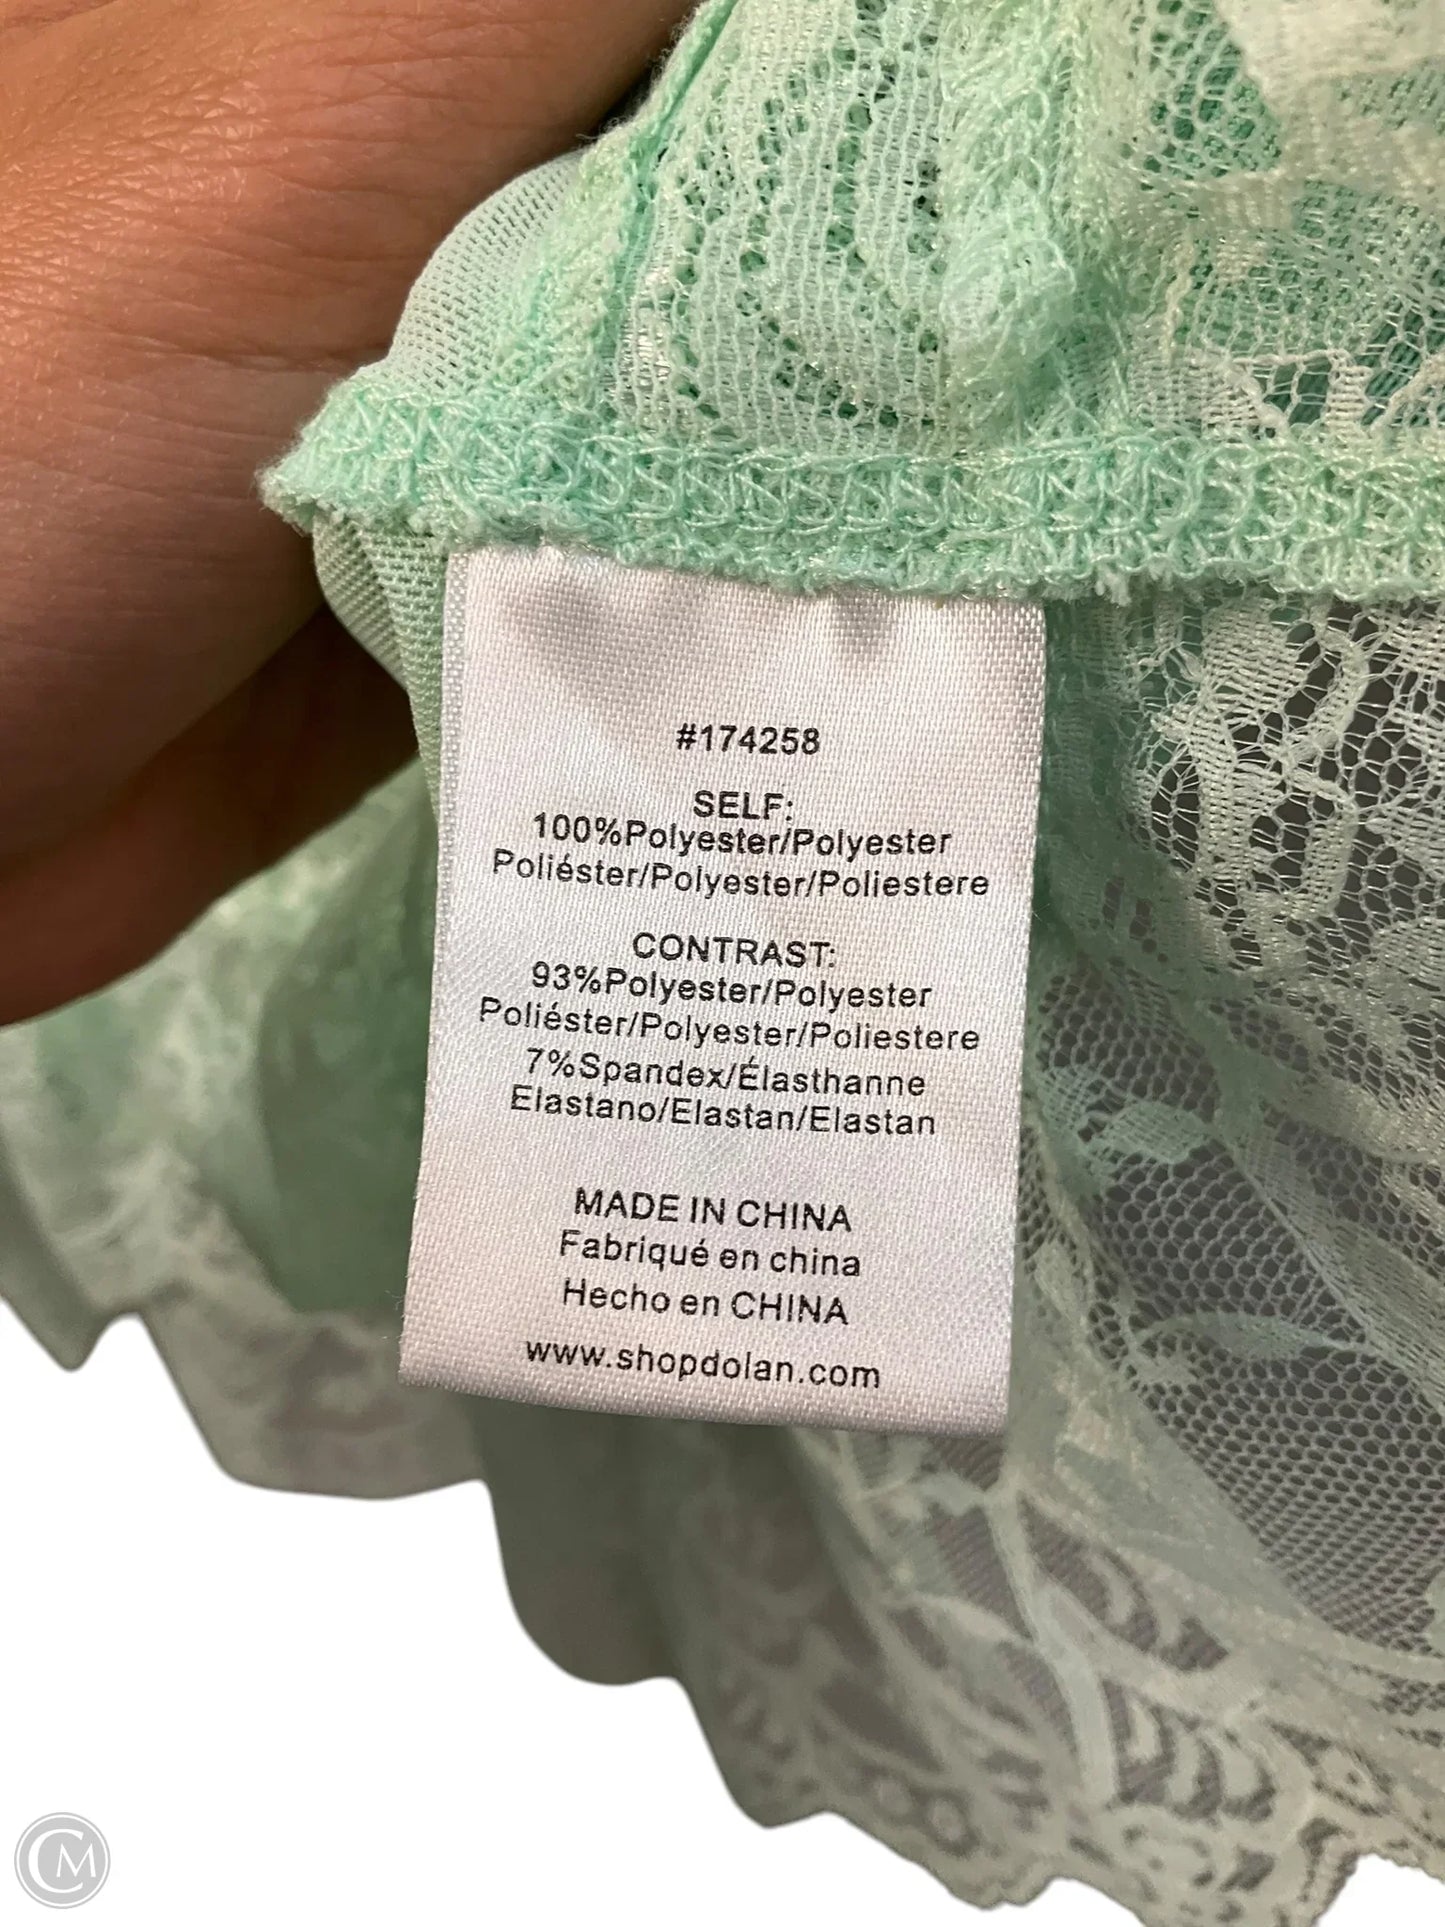 #174258
SELF:
100%Polyester/Polyester
Poliéster/Polyester/Poliestere
CONTRAST:
93%Polyester/Polyester
Poliéster/Polyester/Poliestere
7%Spandex/Élasthanne
Elastano/Elastan/Elastan
MADE IN CHINA
Fabriqué en china
Hecho en CHINA
www.shopdolan.com
CM